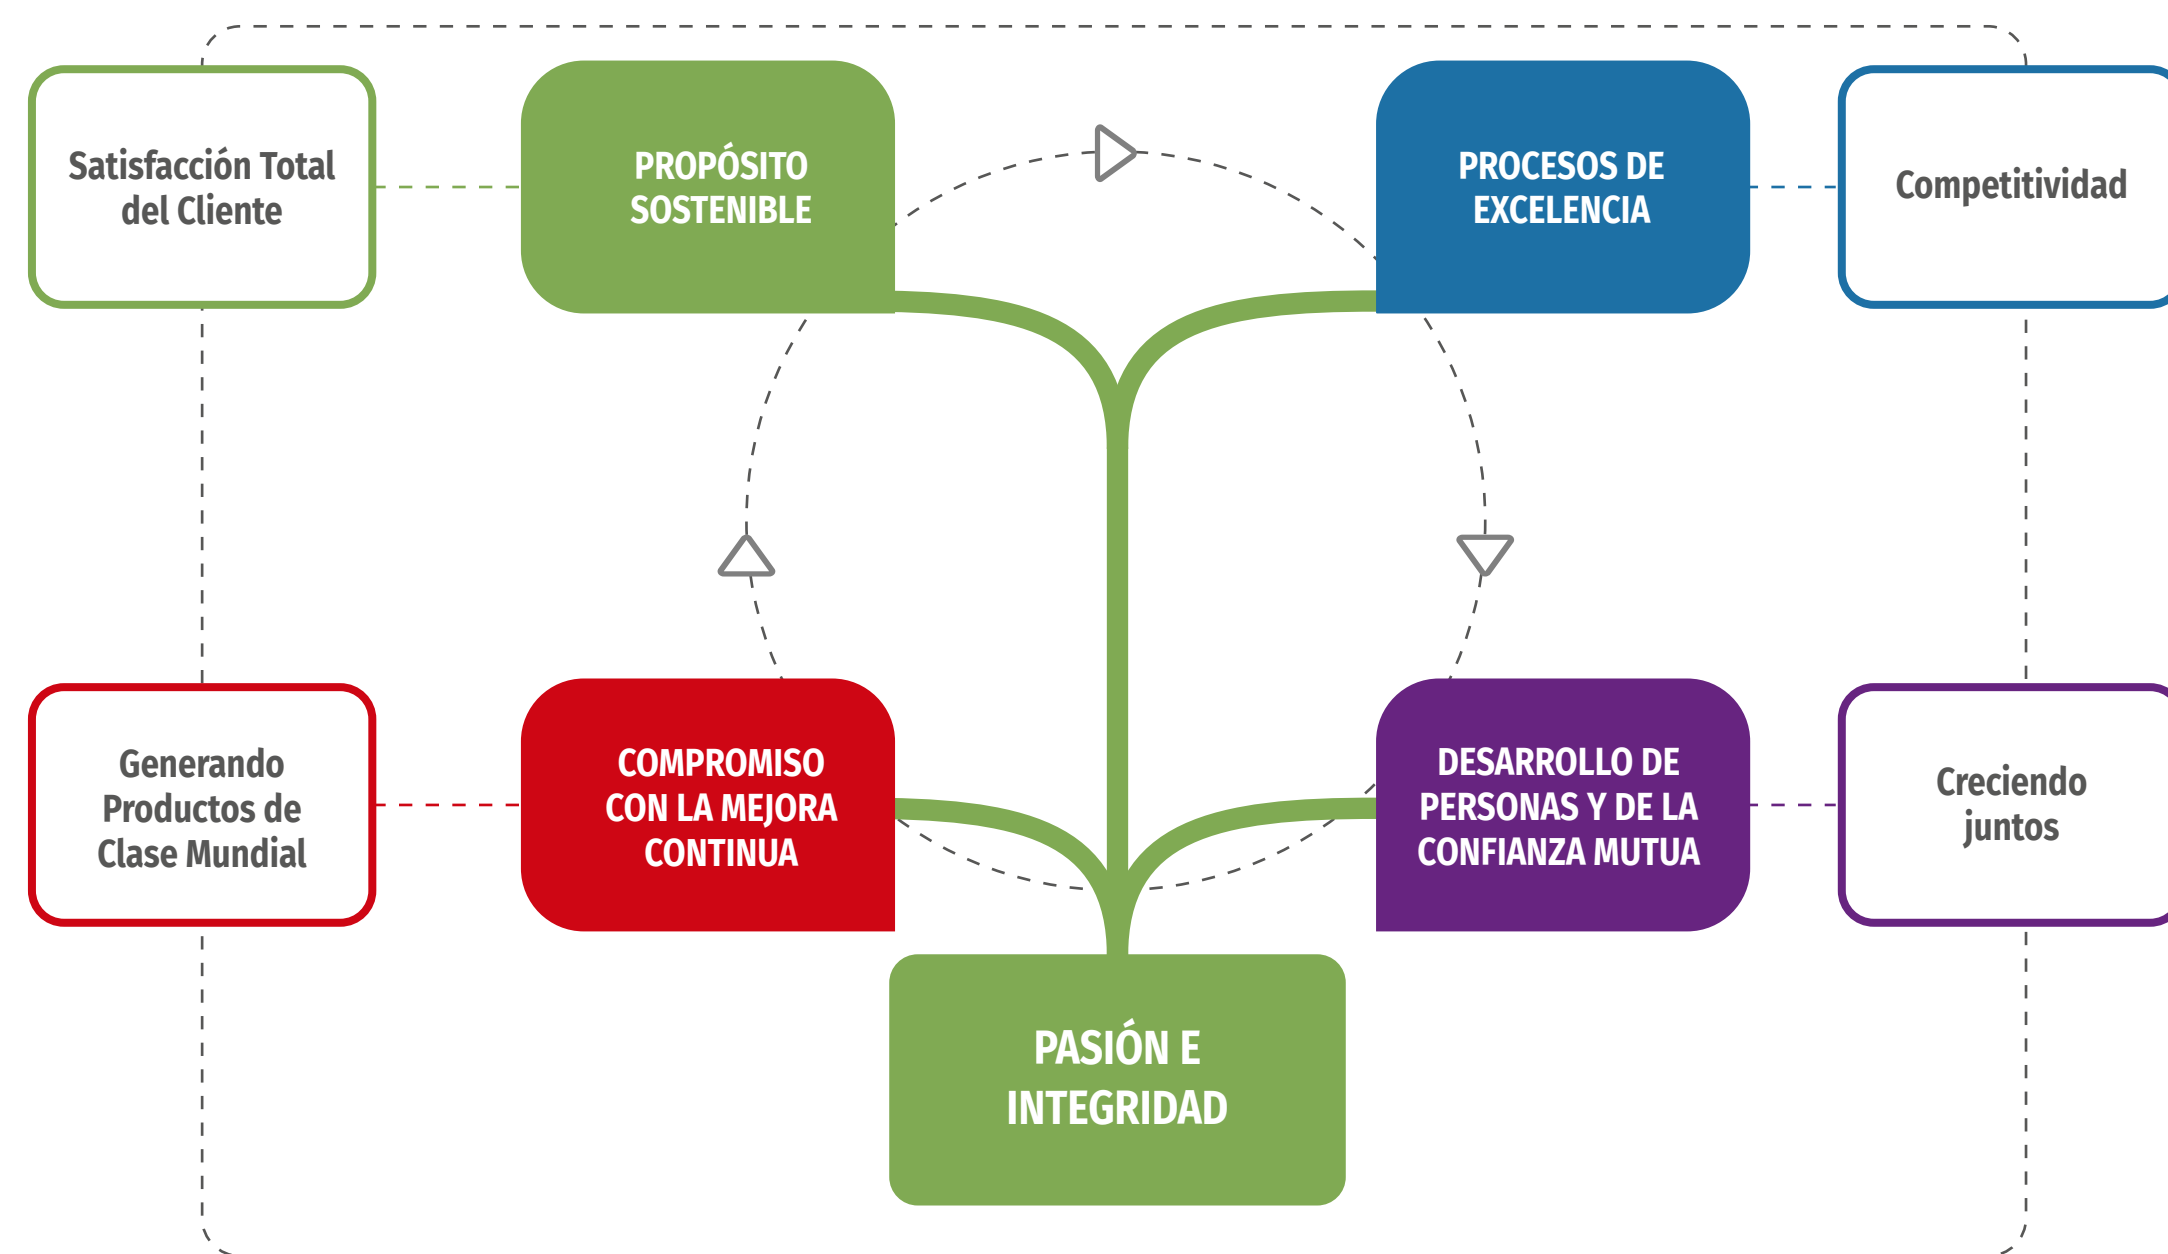 Satisfacción Total
del Cliente
PROPÓSITO
SOSTENIBLE
PROCESOS DE
EXCELENCIA
Competitividad
Generando
Productos de
Clase Mundial
COMPROMISO
CON LA MEJORA
CONTINUA
DESARROLLO DE
PERSONAS Y DE LA
CONFIANZA MUTUA
Creciendo
juntos
PASIÓN E
INTEGRIDAD